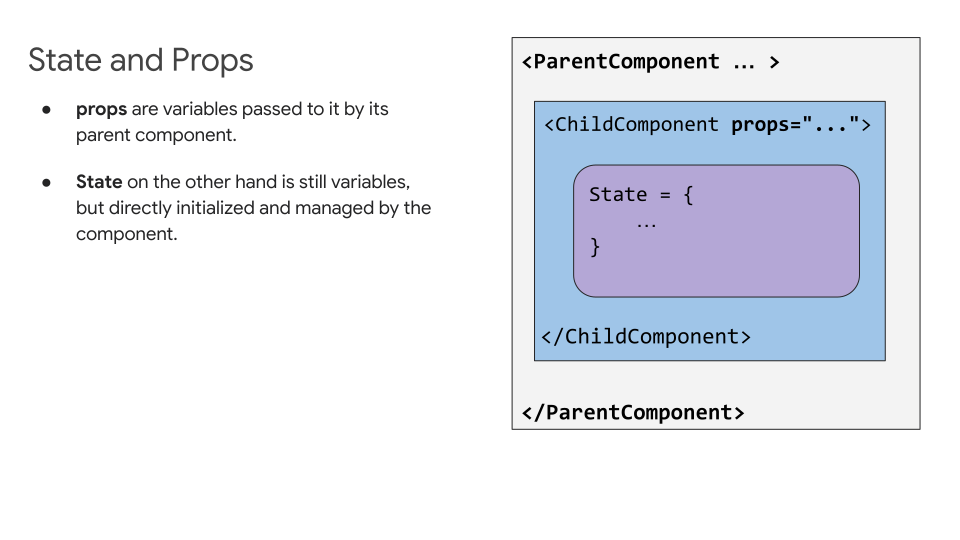 State and Props
● props are variables passed to it by its
parent component.
● State on the other hand is still variables,
but directly initialized and managed by the
component.
<ParentComponent … >
<ChildComponent props="...">
State = {
…
}
</ChildComponent>
</ParentComponent>